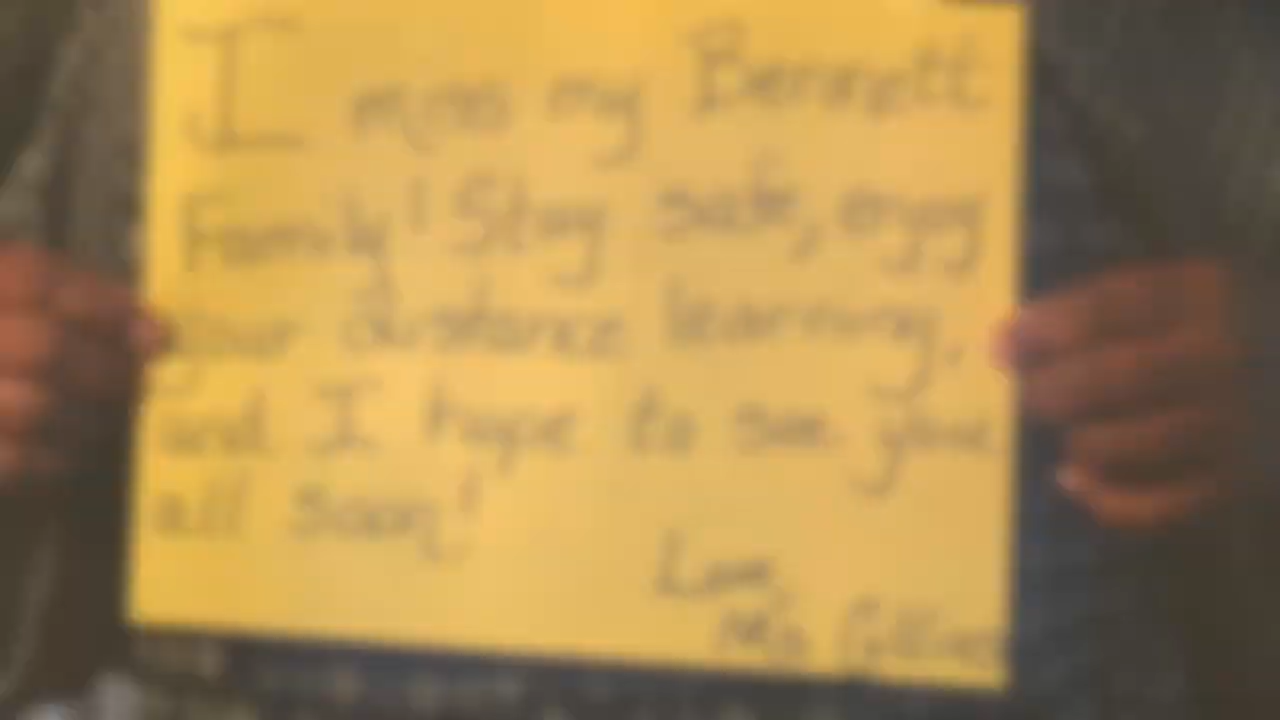 I miss my Bennett
Family! Stay safe, enjoy
your distance learning,
and I hope to see you
all soon!
Love,